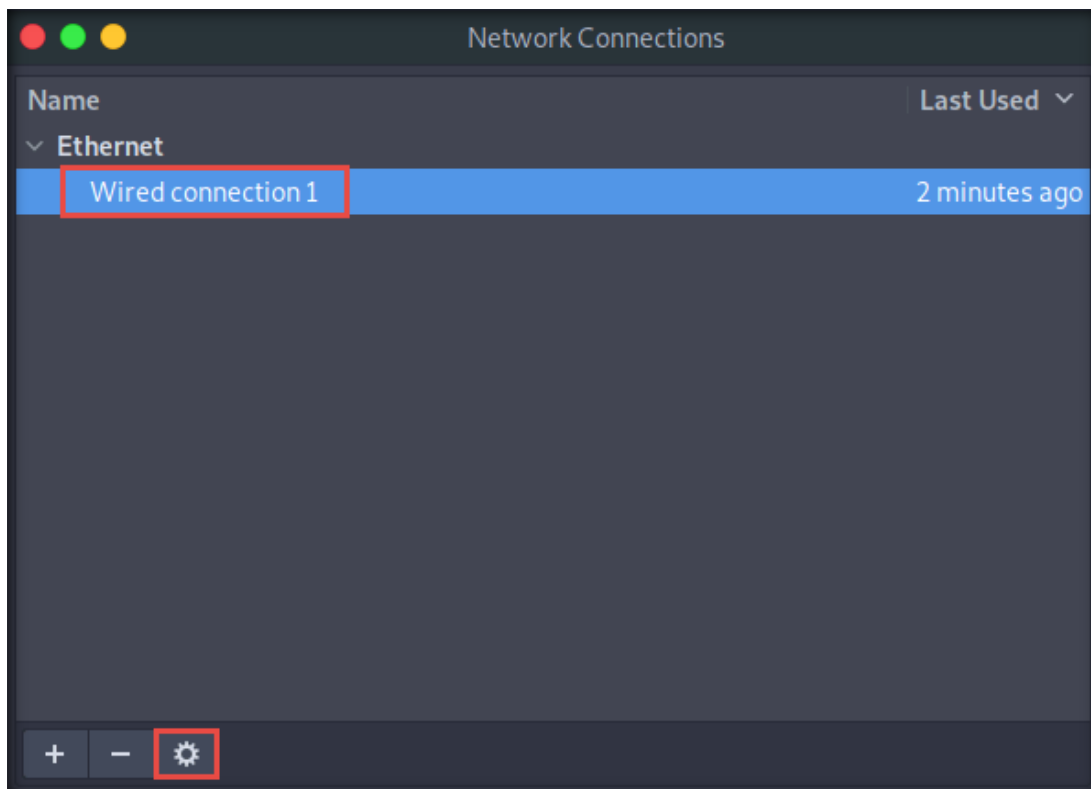 Network Connections
Name Last Used
Ethernet
Wired connection 1 2 minutes ago